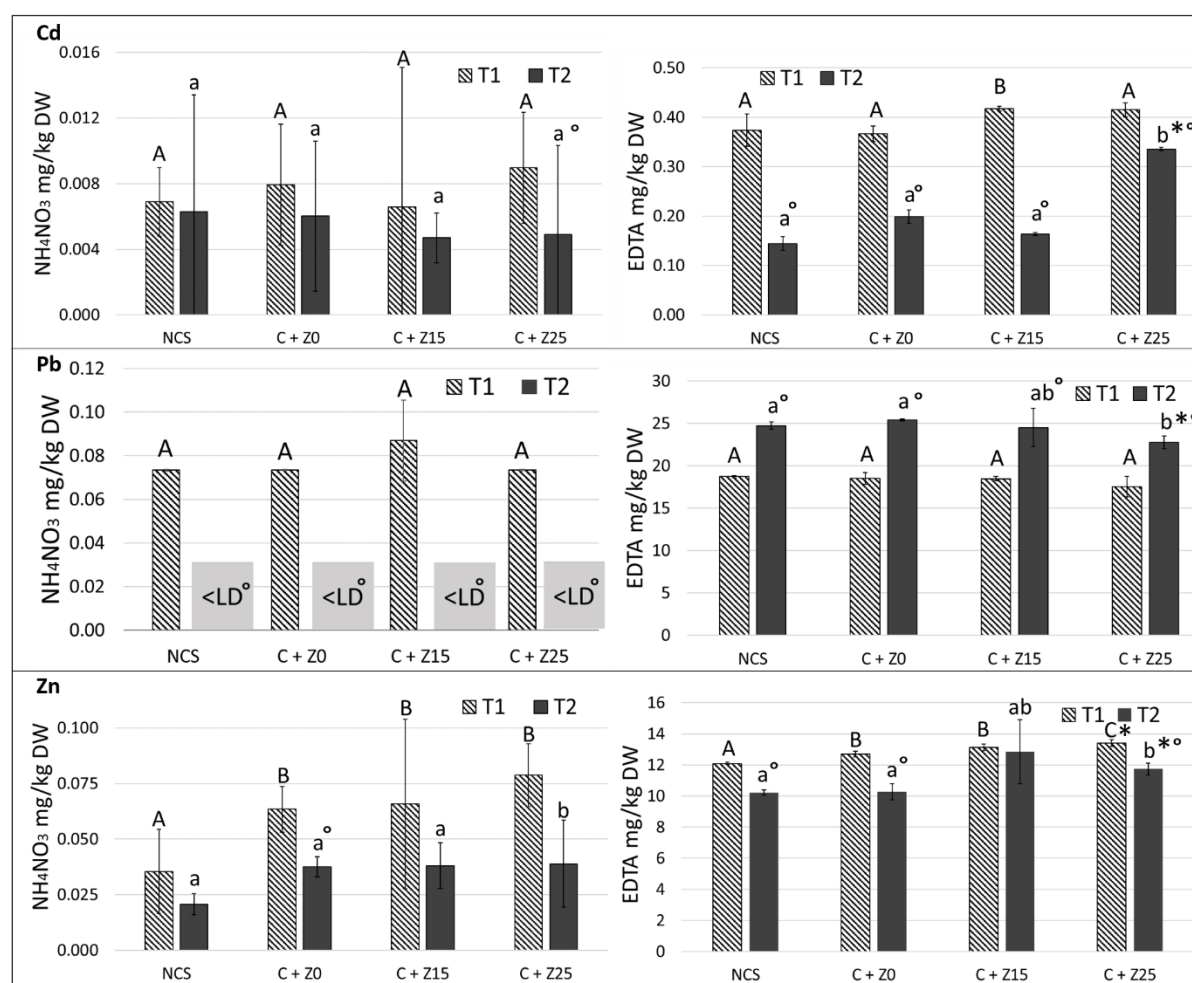 Cd
NH₄NO₃ mg/kg DW
0.016
0.012
0.008
0.004
0.000
T1 T2
A a A a A a A a °
NCS C + Z0 C + Z15 C + Z25
EDTA mg/kg DW
0.50
0.40
0.30
0.20
0.10
0.00
T1 T2
A a° A a° B a° A b*°
NCS C + Z0 C + Z15 C + Z25
Pb
NH₄NO₃ mg/kg DW
0.12
0.10
0.08
0.06
0.04
0.02
0.00
T1 T2
A <LD° A <LD° A <LD° A <LD°
NCS C + Z0 C + Z15 C + Z25
EDTA mg/kg DW
30
25
20
15
10
5
0
T1 T2
A a° A a° A ab° A b*°
NCS C + Z0 C + Z15 C + Z25
Zn
NH₄NO₃ mg/kg DW
0.100
0.075
0.050
0.025
0.000
T1 T2
A a B a° B a B b
NCS C + Z0 C + Z15 C + Z25
EDTA mg/kg DW
16
14
12
10
8
6
4
2
0
T1 T2
A a° B a° B ab C* b*°
NCS C + Z0 C + Z15 C + Z25